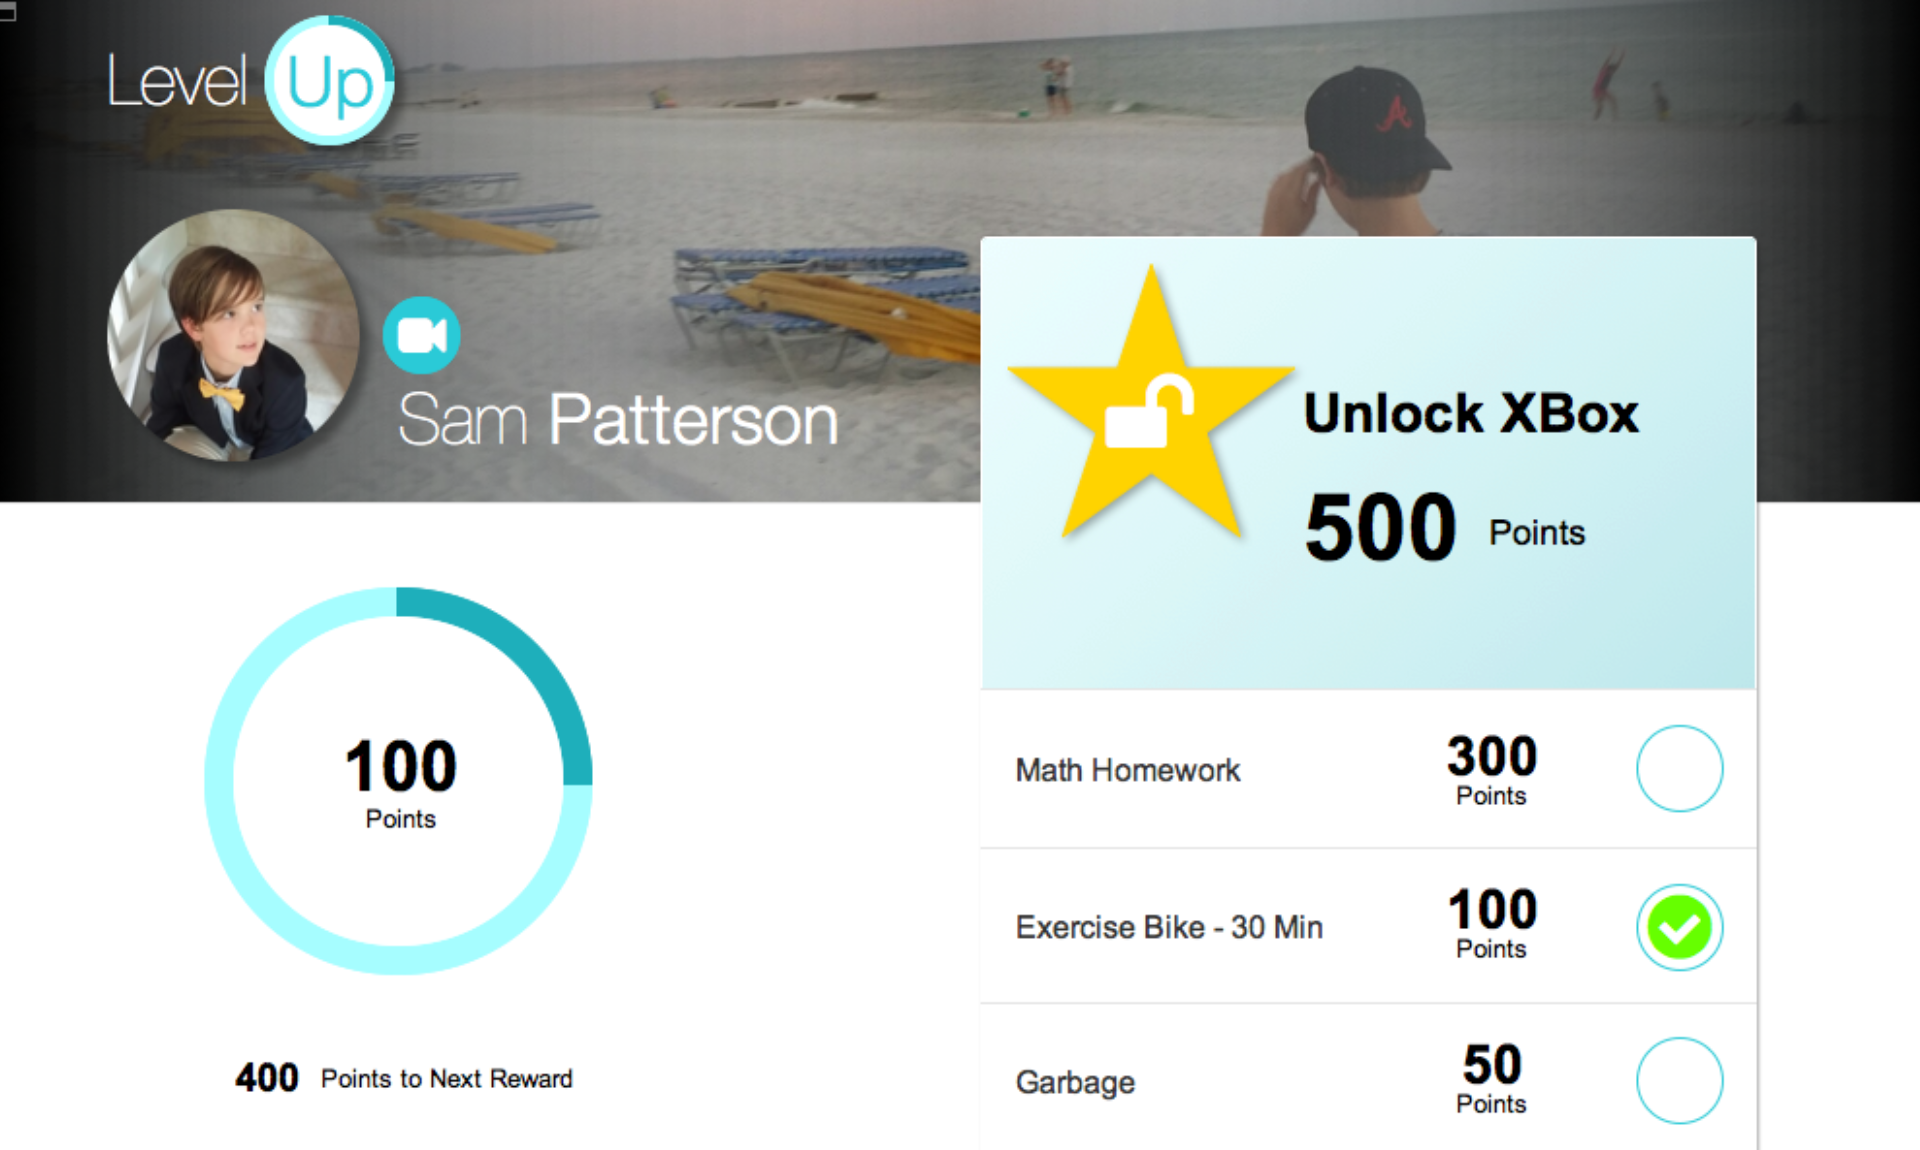 Level Up
A
Sam Patterson
Unlock XBox
500 Points
100
Points
400 Points to Next Reward
Math Homework
300
Points
Exercise Bike - 30 Min
100
Points
Garbage
50
Points